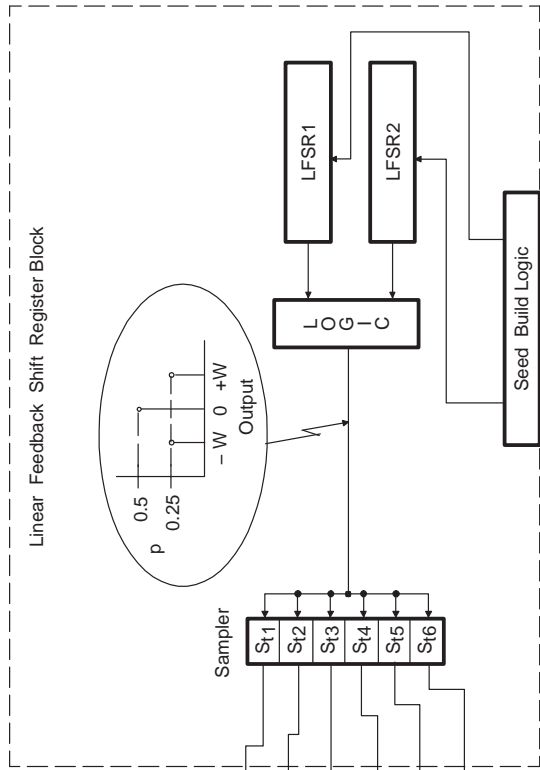 Linear Feedback Shift Register Block
p
0.5
0.25
– W 0 +W
Output
LFSR1
LFSR2
LOGIC
Seed Build Logic
Sampler
St1
St2
St3
St4
St5
St6